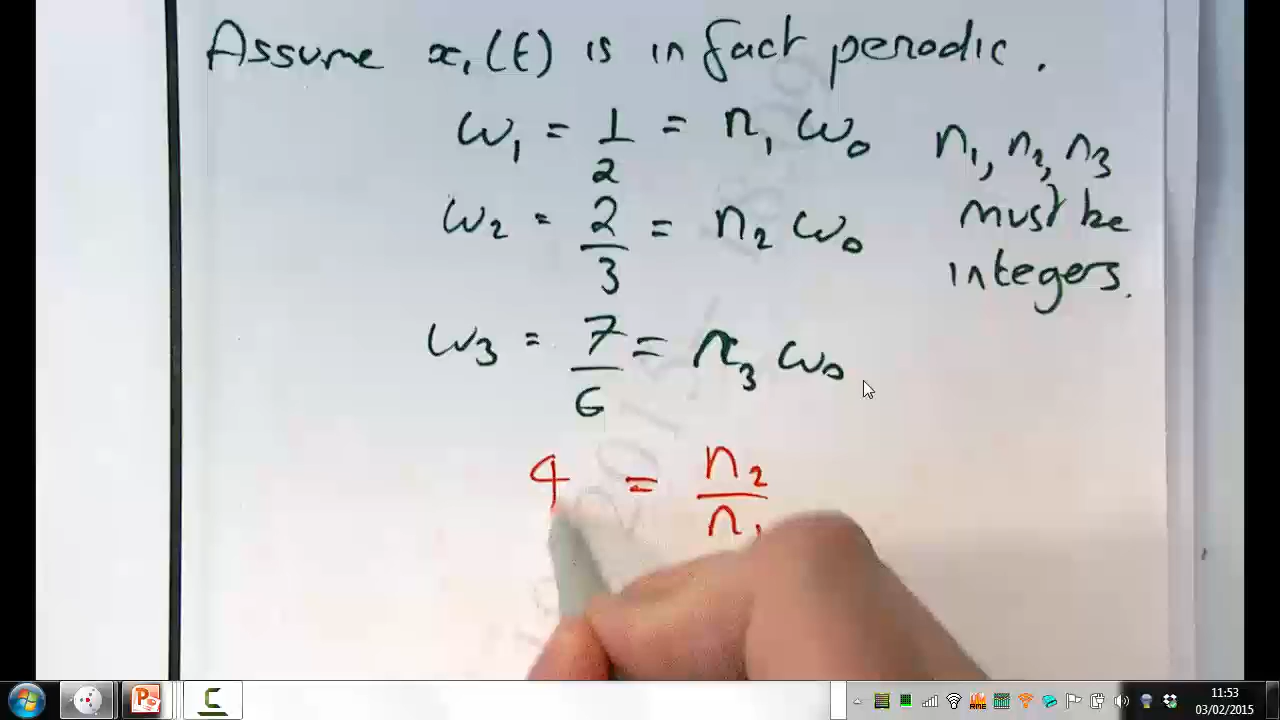 Assume x₁(t) is in fact perodic.
ω₁ = 1/2 = n₁ ω₀
n₁, n₂, n₃
must be
integers.
ω₂ = 2/3 = n₂ ω₀
ω₃ = 7/6 = n₃ ω₀
4 = n₂/n₁
11:53
03/02/2015